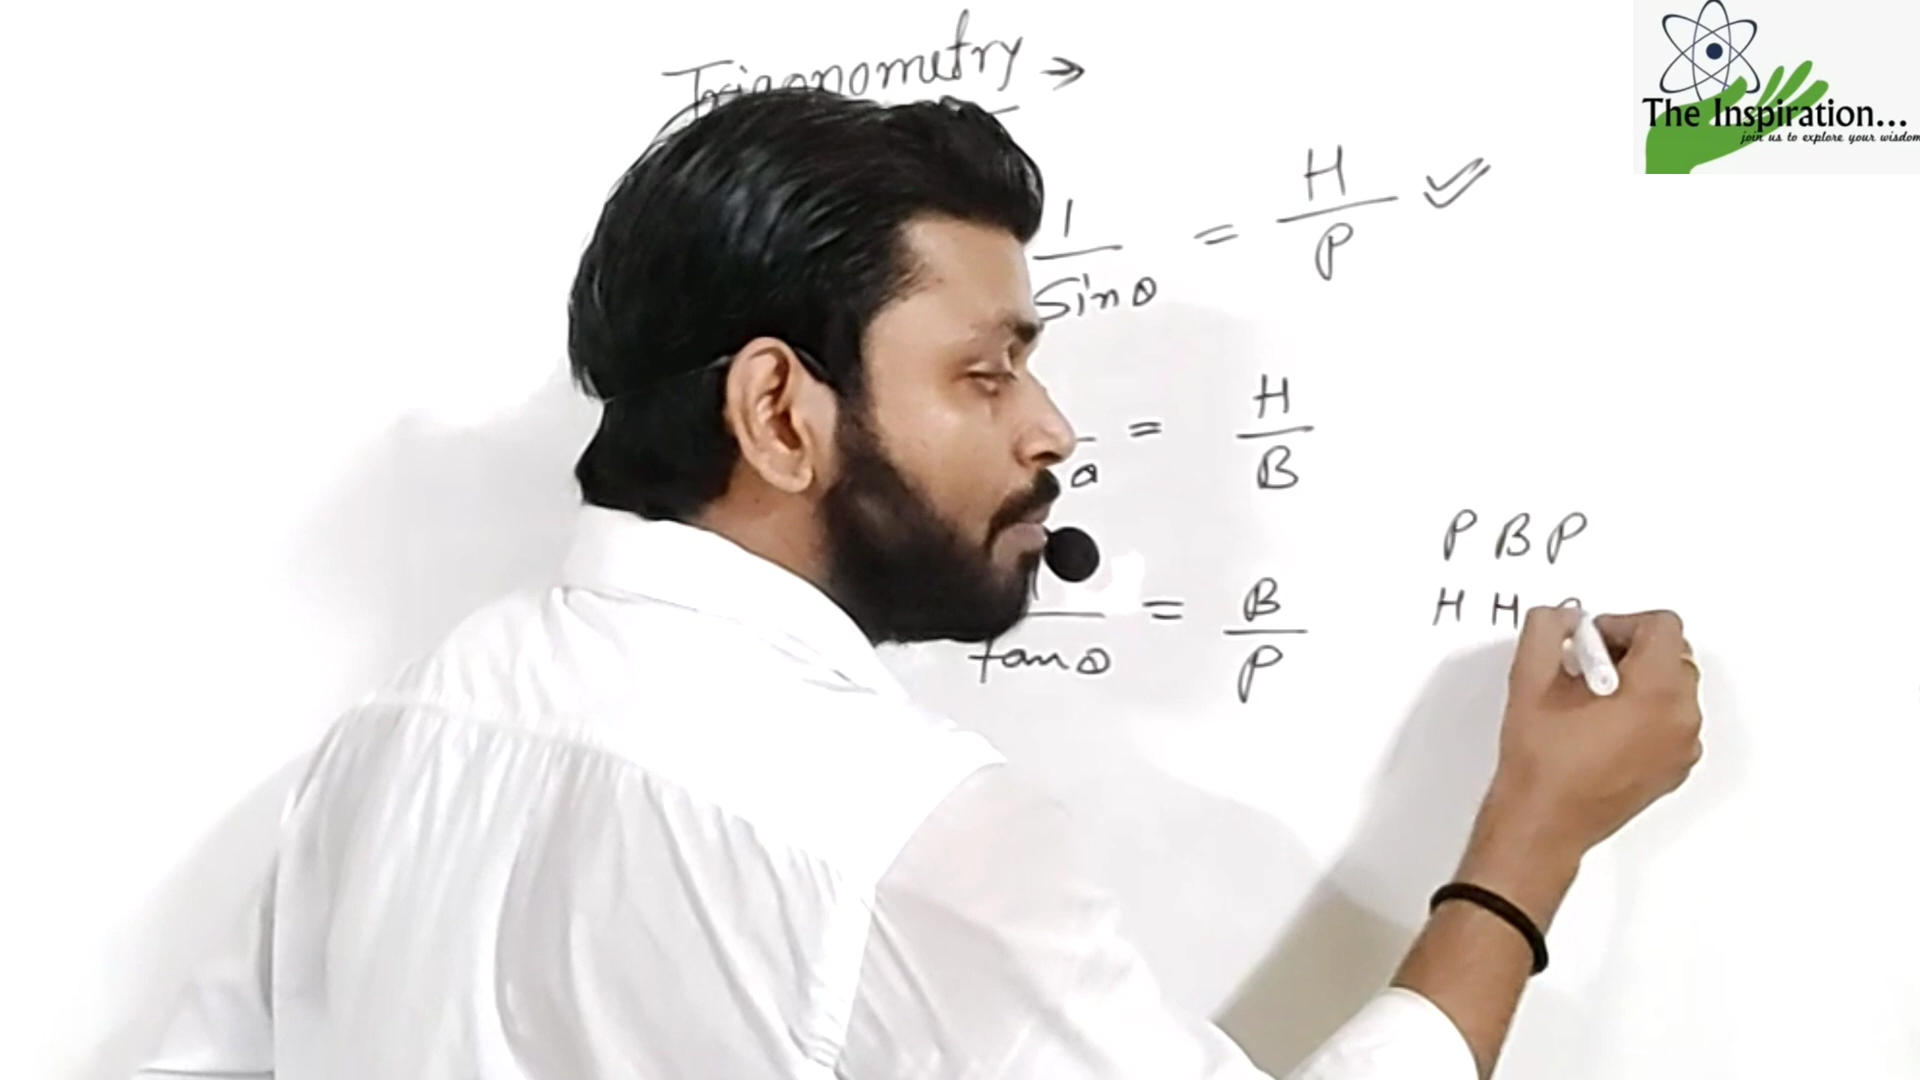 Trigonometry →
The Inspiration...
join us to explore your wisdom
1/Sinθ = H/P ✓
= H/B
1/tanθ = B/P
P B P
H H